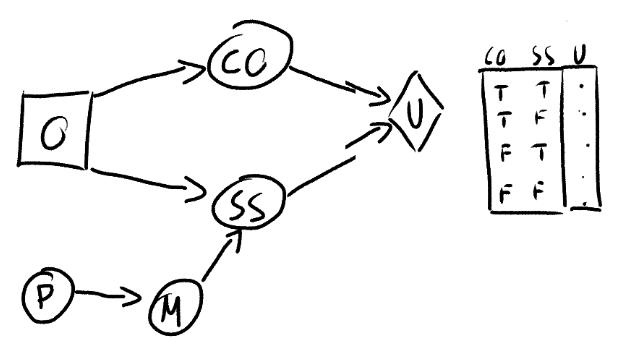 CO
O
U
SS
P
M
CO SS U
T T .
T F .
F T .
F F .